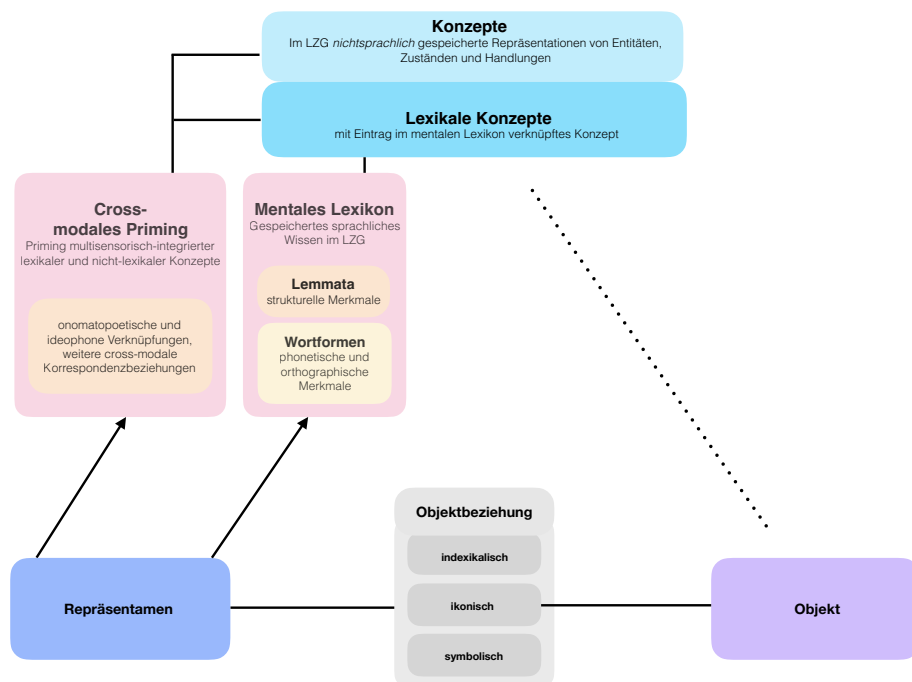 Konzepte
Im LZG nichtsprachlich gespeicherte Repräsentationen von Entitäten,
Zuständen und Handlungen
Lexikale Konzepte
mit Eintrag im mentalen Lexikon verknüpftes Konzept
Cross-
modales Priming
Priming multisensorisch-integrierter
lexikaler und nicht-lexikaler Konzepte
onomatopoetische und
ideophone Verknüpfungen,
weitere cross-modale
Korrespondenzbeziehungen
Mentales Lexikon
Gespeichertes sprachliches
Wissen im LZG
Lemmata
strukturelle Merkmale
Wortformen
phonetische und
orthographische
Merkmale
Objektbeziehung
indexikalisch
ikonisch
symbolisch
Repräsentamen
Objekt